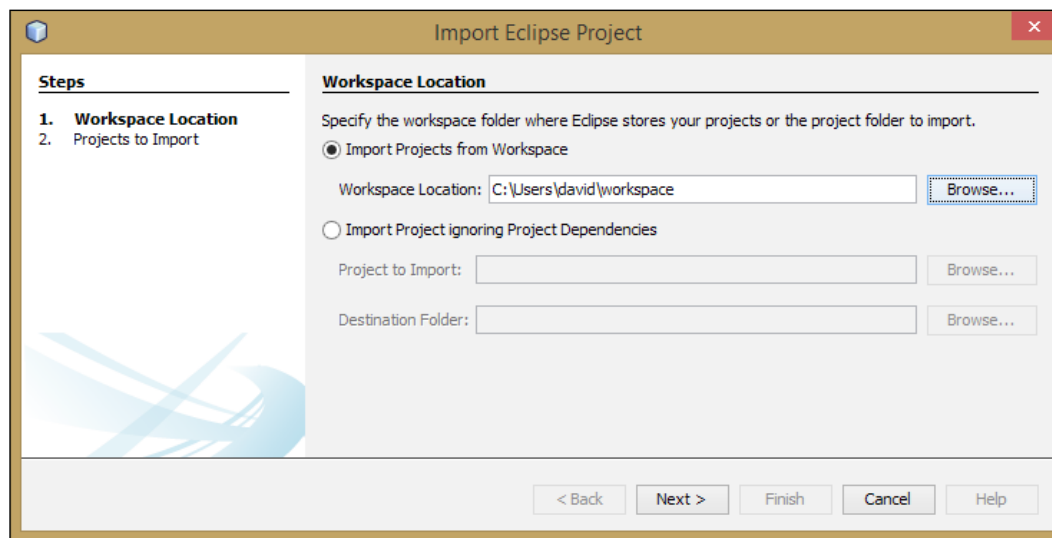 Import Eclipse Project
Steps
1. Workspace Location
2. Projects to Import
Workspace Location
Specify the workspace folder where Eclipse stores your projects or the project folder to import.
Import Projects from Workspace
Workspace Location: C:\Users\david\workspace Browse...
Import Project ignoring Project Dependencies
Project to Import: Browse...
Destination Folder: Browse...
< Back Next > Finish Cancel Help